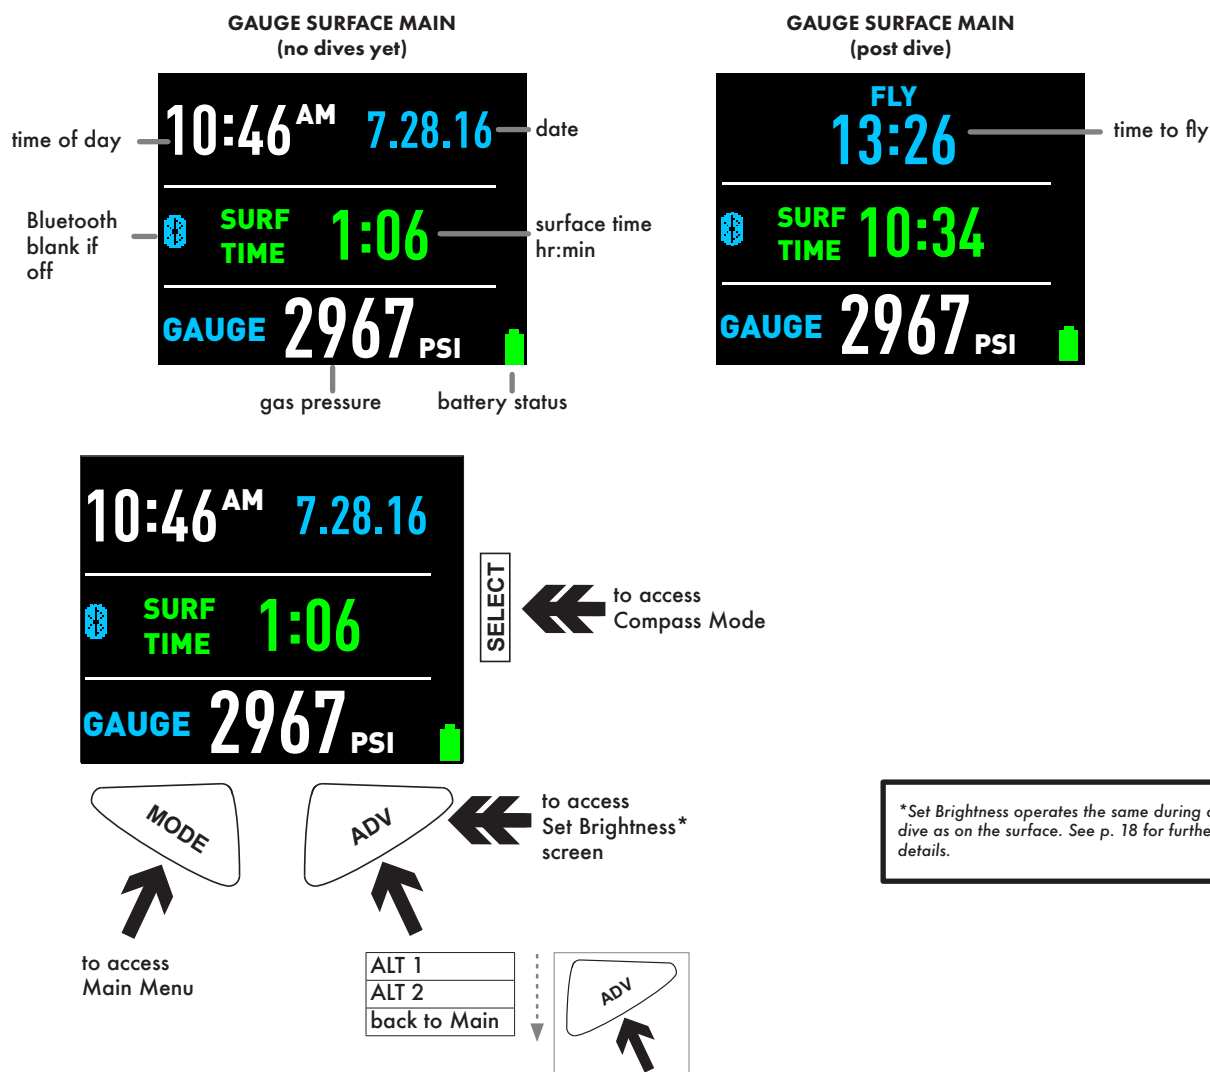 GAUGE SURFACE MAIN
(no dives yet)
10:46 AM 7.28.16
time of day
date
Bluetooth
blank if
off
SURF
TIME
1:06
surface time
hr:min
GAUGE 2967 PSI
gas pressure
battery status
GAUGE SURFACE MAIN
(post dive)
FLY
13:26
time to fly
SURF
TIME
10:34
GAUGE 2967 PSI
10:46 AM 7.28.16
SURF
TIME
1:06
GAUGE 2967 PSI
SELECT
to access
Compass Mode
MODE
ADV
to access
Set Brightness*
screen
to access
Main Menu
ALT 1
ALT 2
back to Main
ADV
*Set Brightness operates the same during
dive as on the surface. See p. 18 for
details.